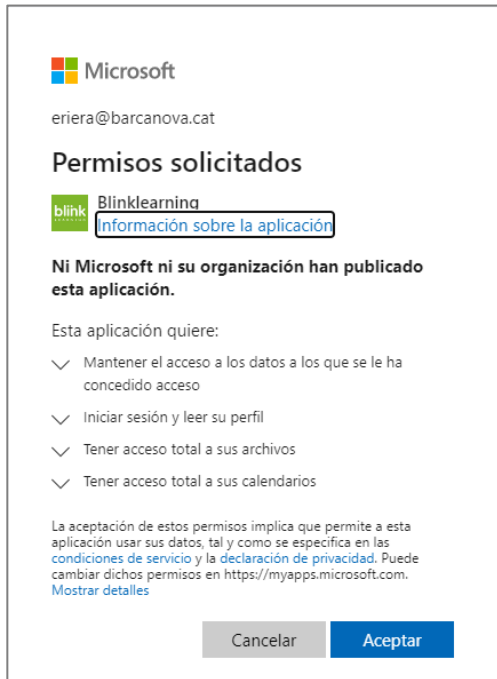 Microsoft
eriera@barcanova.cat
Permisos solicitados
blink
Blinklearning
Información sobre la aplicación
Ni Microsoft ni su organización han publicado
esta aplicación.
Esta aplicación quiere:
Mantener el acceso a los datos a los que se le ha
concedido acceso
Iniciar sesión y leer su perfil
Tener acceso total a sus archivos
Tener acceso total a sus calendarios
La aceptación de estos permisos implica que permite a esta
aplicación usar sus datos, tal y como se especifica en las
condiciones de servicio y la declaración de privacidad. Puede
cambiar dichos permisos en https://myapps.microsoft.com.
Mostrar detalles
Cancelar
Aceptar